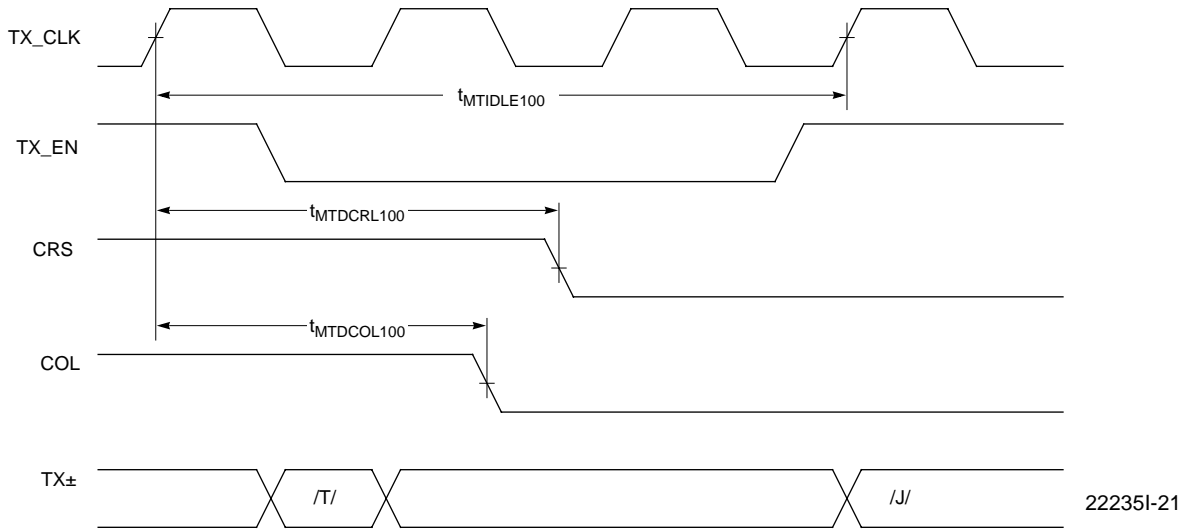 TX_CLK
tMTIDLE100
TX_EN
tMTDCRL100
CRS
tMTDCOL100
COL
TX±
/T/
/J/
22235I-21